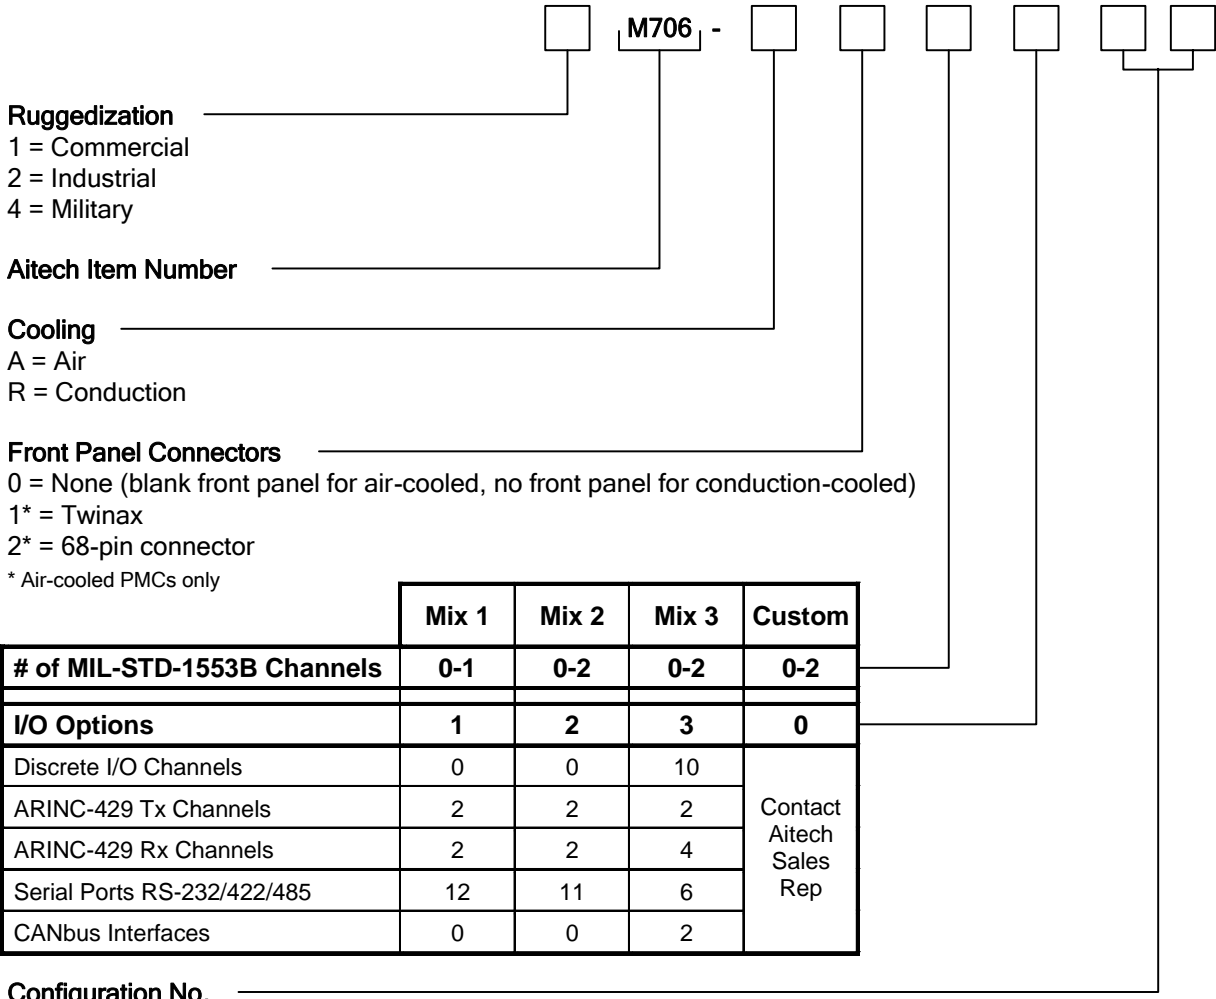 M706 -
Ruggedization
1 = Commercial
2 = Industrial
4 = Military
Aitech Item Number
Cooling
A = Air
R = Conduction
Front Panel Connectors
0 = None (blank front panel for air-cooled, no front panel for conduction-cooled)
1* = Twinax
2* = 68-pin connector
* Air-cooled PMCs only
Mix 1 Mix 2 Mix 3 Custom
# of MIL-STD-1553B Channels 0-1 0-2 0-2 0-2
I/O Options 1 2 3 0
Discrete I/O Channels 0 0 10
ARINC-429 Tx Channels 2 2 2
ARINC-429 Rx Channels 2 2 4
Serial Ports RS-232/422/485 12 11 6
CANbus Interfaces 0 0 2
Contact
Aitech
Sales
Rep
Configuration No.